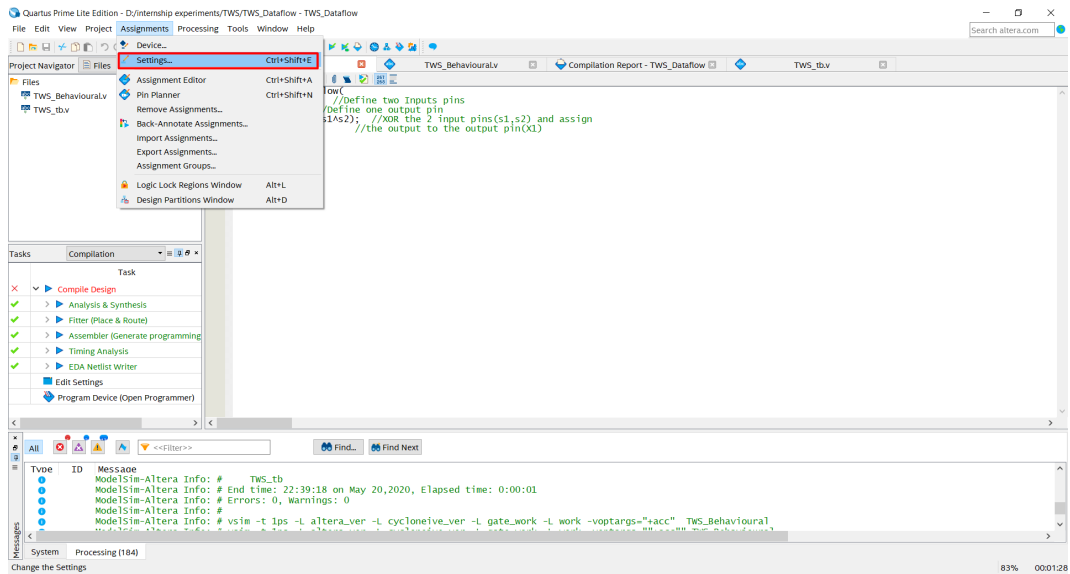 Quartus Prime Lite Edition - D:/internship experiments/TWS/TWS_Dataflow - TWS_Dataflow
File Edit View Project Assignments Processing Tools Window Help
Search altera.com
Device...
Settings... Ctrl+Shift+E
Assignment Editor Ctrl+Shift+A
Pin Planner Ctrl+Shift+N
Remove Assignments...
Back-Annotate Assignments...
Import Assignments...
Export Assignments...
Assignment Groups...
Logic Lock Regions Window Alt+L
Design Partitions Window Alt+D
Project Navigator Files
Files
TWS_Behavioural.v
TWS_tb.v
TWS_Behavioural.v Compilation Report - TWS_Dataflow TWS_tb.v
low(
//Define two Inputs pins
/Define one output pin
s1^s2); //XOR the 2 input pins(s1,s2) and assign
//the output to the output pin(X1)
Tasks Compilation
Task
Compile Design
Analysis & Synthesis
Fitter (Place & Route)
Assembler (Generate programming
Timing Analysis
EDA Netlist Writer
Edit Settings
Program Device (Open Programmer)
All <<Filter>> Find... Find Next
Type ID Message
ModelSim-Altera Info: # TWS_tb
ModelSim-Altera Info: # End time: 22:39:18 on May 20,2020, Elapsed time: 0:00:01
ModelSim-Altera Info: # Errors: 0, Warnings: 0
ModelSim-Altera Info: #
ModelSim-Altera Info: # vsim -t 1ps -L altera_ver -L cycloneive_ver -L gate_work -L work -voptargs="+acc" TWS_Behavioural
Messages
System Processing (184)
Change the Settings 83% 00:01:28